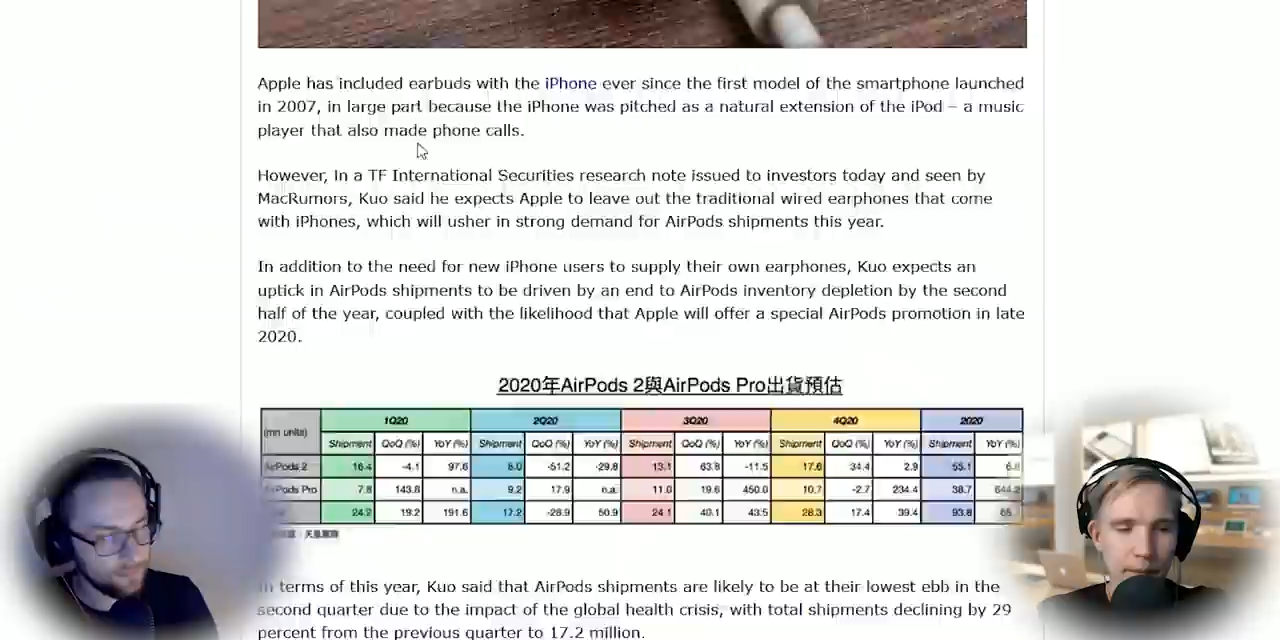 Apple has included earbuds with the iPhone ever since the first model of the smartphone launched
in 2007, in large part because the iPhone was pitched as a natural extension of the iPod – a music
player that also made phone calls.
However, in a TF International Securities research note issued to investors today and seen by
MacRumors, Kuo said he expects Apple to leave out the traditional wired earphones that come
with iPhones, which will usher in strong demand for AirPods shipments this year.
In addition to the need for new iPhone users to supply their own earphones, Kuo expects an
uptick in AirPods shipments to be driven by an end to AirPods inventory depletion by the second
half of the year, coupled with the likelihood that Apple will offer a special AirPods promotion in late
2020.
2020年AirPods 2與AirPods Pro出貨預估
(mn units) 1Q20 2Q20 3Q20 4Q20 2020
Shipment QoQ (%) YoY (%) Shipment QoQ (%) YoY (%) Shipment QoQ (%) YoY (%) Shipment QoQ (%) YoY (%) Shipment YoY (%)
AirPods 2 16.4 -4.1 97.6 8.0 -51.2 -29.8 13.1 63.8 -11.5 17.6 34.4 2.9 55.1
AirPods Pro 7.8 143.8 n.a. 9.2 17.9 n.a. 11.0 19.6 450.0 10.7 -2.7 234.4 38.7 644.2
24.2 19.2 191.6 17.2 -28.9 50.9 24.1 40.1 43.5 28.3 17.4 39.4 93.8
In terms of this year, Kuo said that AirPods shipments are likely to be at their lowest ebb in the
second quarter due to the impact of the global health crisis, with total shipments declining by 29
percent from the previous quarter to 17.2 million.